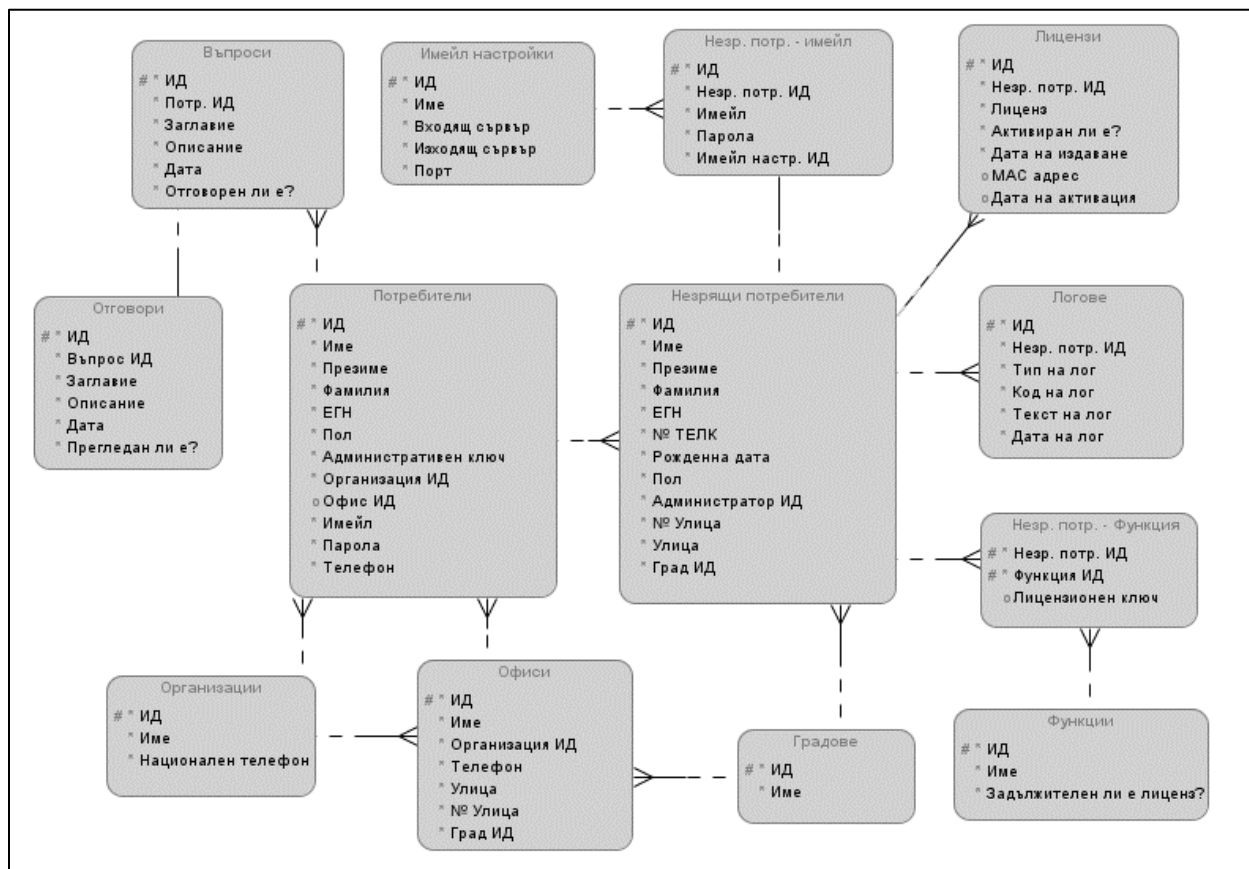 Въпроси
# * ИД
* Потр. ИД
* Заглавие
* Описание
* Дата
* Отговорен ли е?
Имейл настройки
# * ИД
* Име
* Входящ сървър
* Изходящ сървър
* Порт
Незр. потр. - имейл
# * ИД
* Незр. потр. ИД
* Имейл
* Парола
* Имейл настр. ИД
Лицензи
# * ИД
* Незр. потр. ИД
* Лиценз
* Активиран ли е?
* Дата на издаване
o МАС адрес
o Дата на активация
Отговори
# * ИД
* Въпрос ИД
* Заглавие
* Описание
* Дата
* Прегледан ли е?
Потребители
# * ИД
* Име
* Презиме
* Фамилия
* ЕГН
* Пол
* Административен ключ
* Организация ИД
o Офис ИД
* Имейл
* Парола
* Телефон
Незрящи потребители
# * ИД
* Име
* Презиме
* Фамилия
* ЕГН
* № ТЕЛК
* Рожденна дата
* Пол
* Администратор ИД
* № Улица
* Улица
* Град ИД
Логове
# * ИД
* Незр. потр. ИД
* Тип на лог
* Код на лог
* Текст на лог
* Дата на лог
Незр. потр. - Функция
# * Незр. потр. ИД
# * Функция ИД
o Лицензионен ключ
Организации
# * ИД
* Име
* Национален телефон
Офиси
# * ИД
* Име
* Организация ИД
* Телефон
* Улица
* № Улица
* Град ИД
Градове
# * ИД
* Име
Функции
# * ИД
* Име
* Задължителен ли е лиценз?